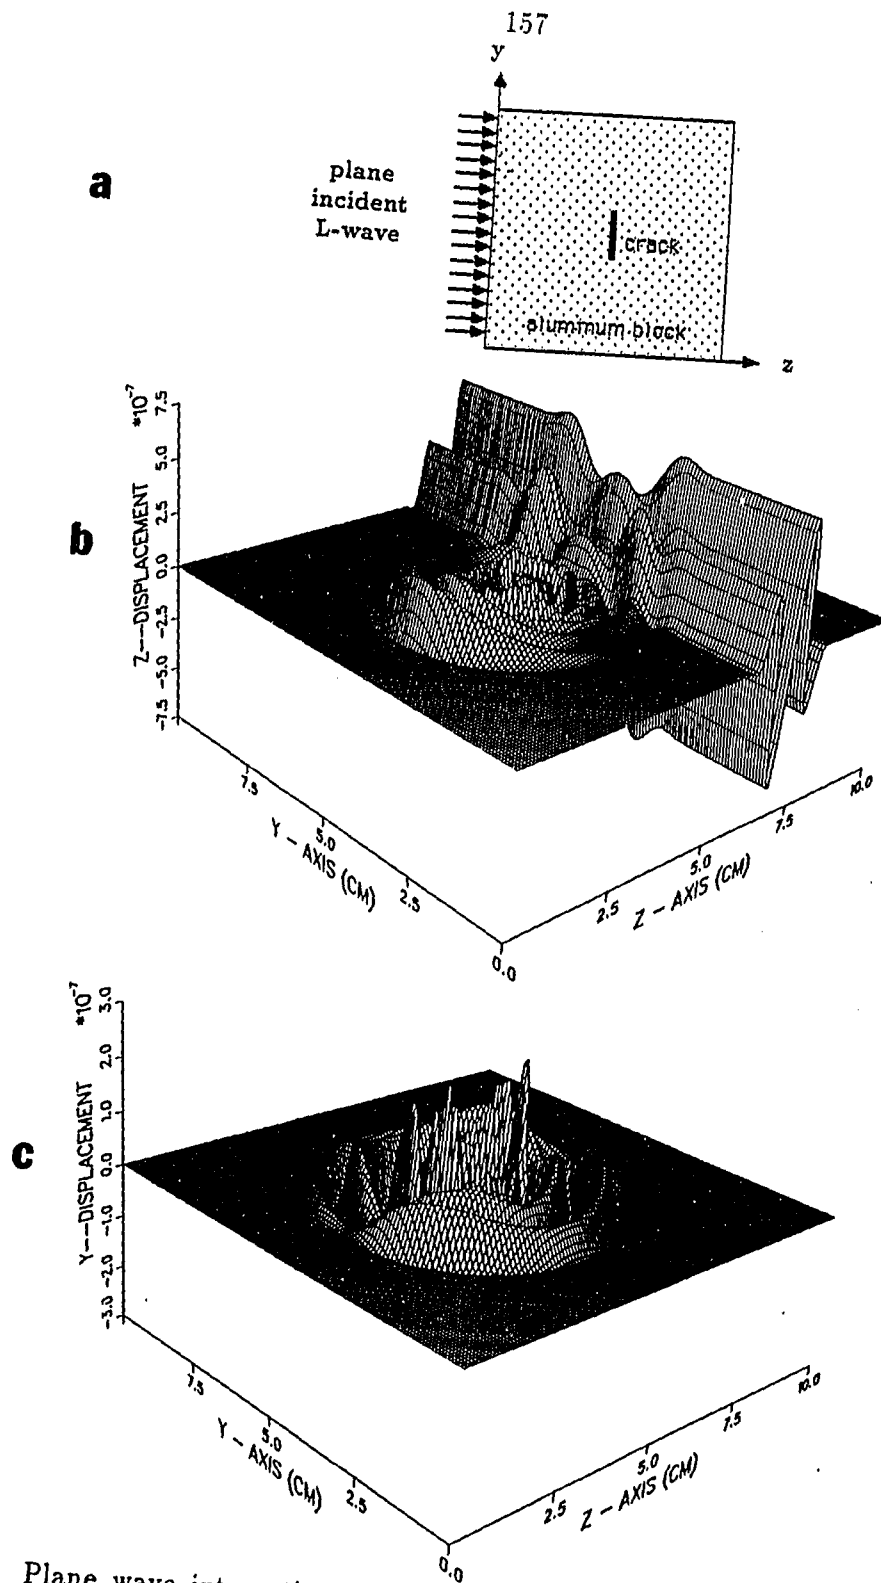 157
y
a
plane
incident
L-wave
crack
aluminum block
z
b
Z--DISPLACEMENT *10⁻⁷
7.5
5.0
2.5
0.0
-2.5
-5.0
-7.5
7.5
5.0
2.5
0.0
Y - AXIS (CM)
2.5
5.0
7.5
10.0
Z - AXIS (CM)
c
Y--DISPLACEMENT *10⁻⁷
3.0
2.0
1.0
0.0
-1.0
-2.0
-3.0
7.5
5.0
2.5
0.0
Y - AXIS (CM)
2.5
5.0
7.5
10.0
Z - AXIS (CM)
Plane wave